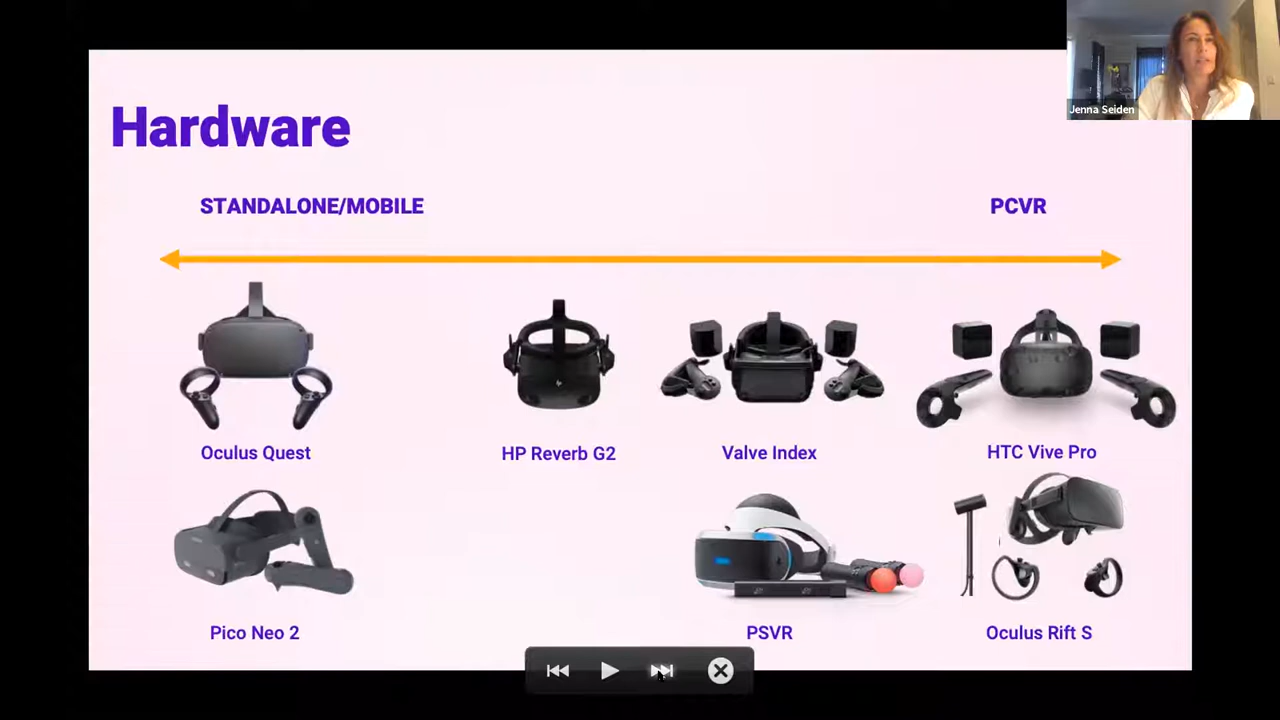 Jenna Seiden
Hardware
STANDALONE/MOBILE
PCVR
Oculus Quest
HP Reverb G2
Valve Index
HTC Vive Pro
Pico Neo 2
PSVR
Oculus Rift S